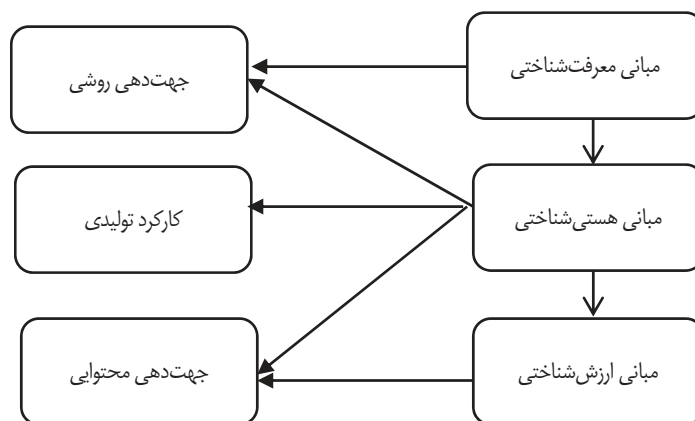 مبانی معرفت‌شناختی
جهت‌دهی روشی
مبانی هستی‌شناختی
کارکرد تولیدی
مبانی ارزش‌شناختی
جهت‌دهی محتوایی